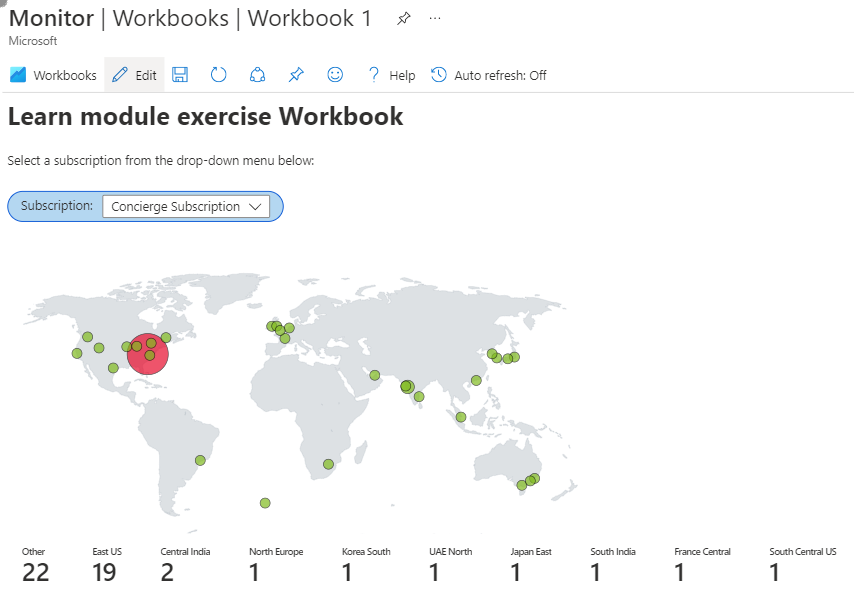 Monitor | Workbooks | Workbook 1 ...
Microsoft
Workbooks Edit Help Auto refresh: Off
Learn module exercise Workbook
Select a subscription from the drop-down menu below:
Subscription: Concierge Subscription
Other East US Central India North Europe Korea South UAE North Japan East South India France Central South Central US
22 19 2 1 1 1 1 1 1 1